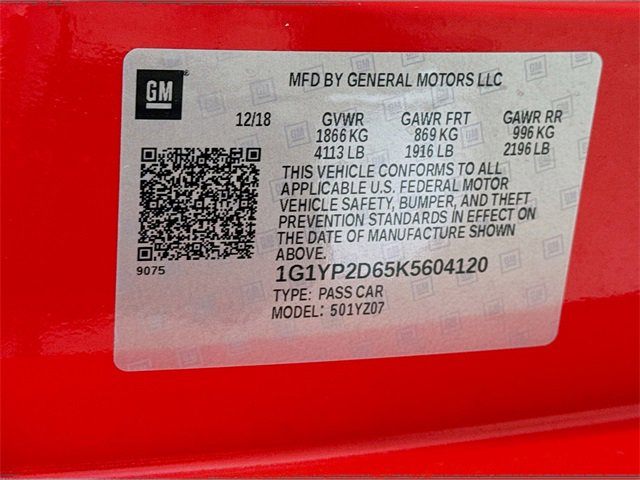 GM
®
MFD BY GENERAL MOTORS LLC
12/18 GVWR GAWR FRT GAWR RR
1866 KG 869 KG 996 KG
4113 LB 1916 LB 2196 LB
THIS VEHICLE CONFORMS TO ALL
APPLICABLE U.S. FEDERAL MOTOR
VEHICLE SAFETY, BUMPER, AND THEFT
PREVENTION STANDARDS IN EFFECT ON
THE DATE OF MANUFACTURE SHOWN
ABOVE.
9075
1G1YP2D65K5604120
TYPE: PASS CAR
MODEL: 501YZ07